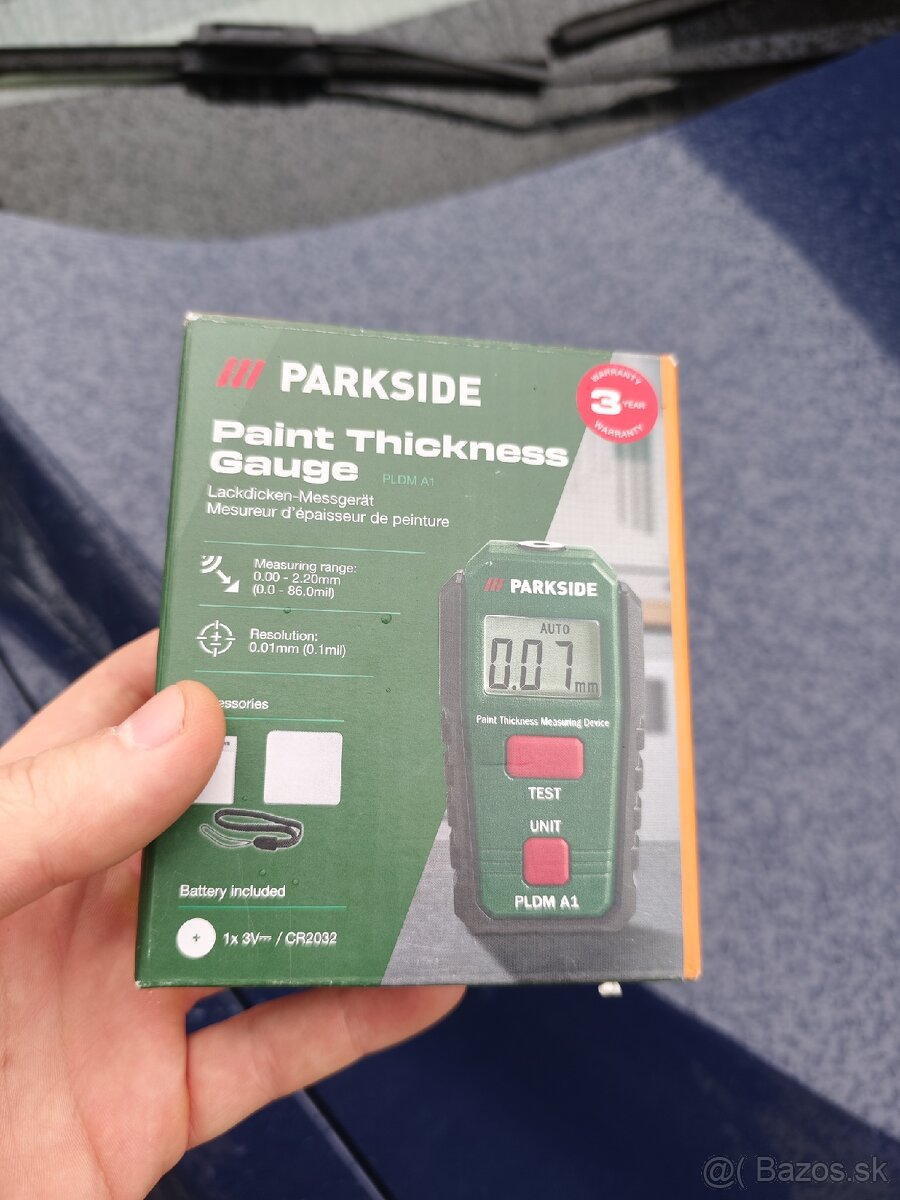 PARKSIDE
WARRANTY
3 YEAR
WARRANTY
Paint Thickness
Gauge PLDM A1
Lackdicken-Messgerät
Mesureur d'épaisseur de peinture
Measuring range:
0.00 - 2.20mm
(0.0 - 86.0mil)
Resolution:
0.01mm (0.1mil)
essories
Battery included
1x 3V⎓ / CR2032
PARKSIDE
AUTO
0.07 mm
Paint Thickness Measuring Device
TEST
UNIT
PLDM A1
@( Bazos.sk